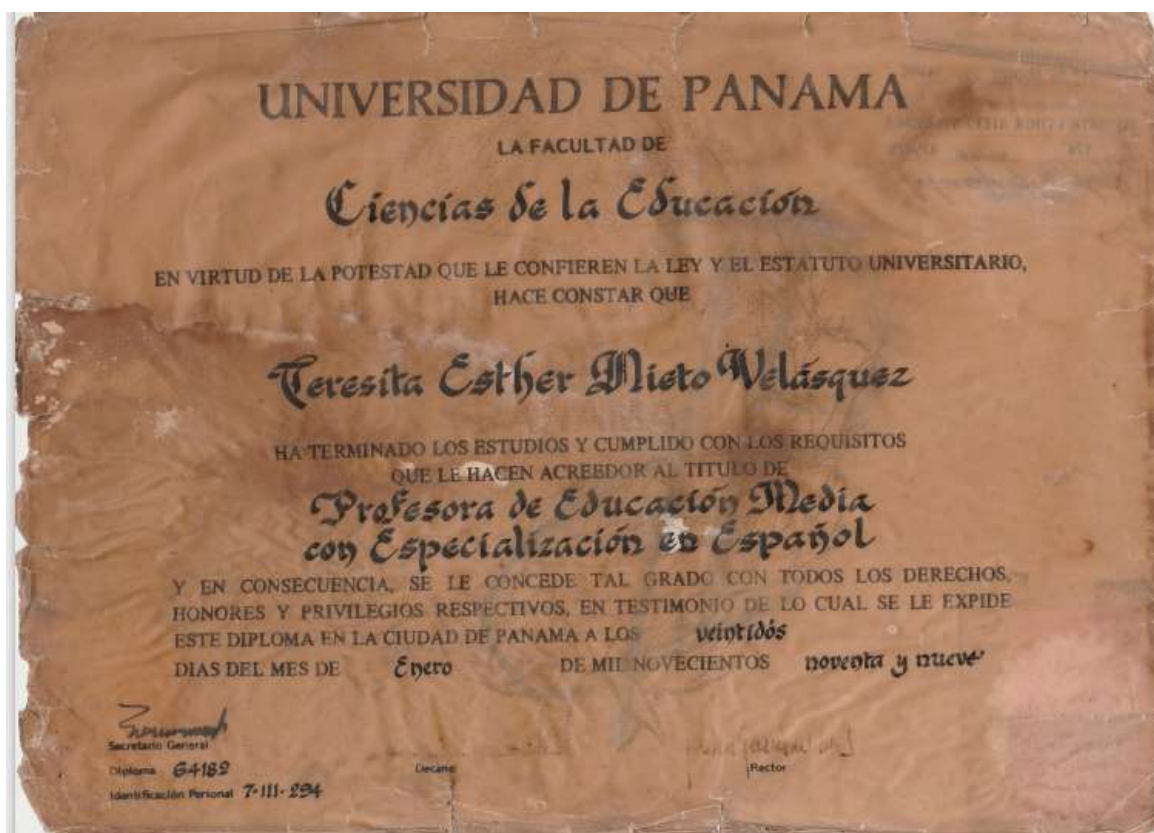 UNIVERSIDAD DE PANAMA
LA FACULTAD DE
Ciencias de la Educación
EN VIRTUD DE LA POTESTAD QUE LE CONFIEREN LA LEY Y EL ESTATUTO UNIVERSITARIO,
HACE CONSTAR QUE
Teresita Esther Nieto Velásquez
HA TERMINADO LOS ESTUDIOS Y CUMPLIDO CON LOS REQUISITOS
QUE LE HACEN ACREEDOR AL TITULO DE
Profesora de Educación Media
con Especialización en Español
Y EN CONSECUENCIA, SE LE CONCEDE TAL GRADO CON TODOS LOS DERECHOS,
HONORES Y PRIVILEGIOS RESPECTIVOS, EN TESTIMONIO DE LO CUAL SE LE EXPIDE
ESTE DIPLOMA EN LA CIUDAD DE PANAMA A LOS veintidós
DIAS DEL MES DE Enero DE MIL NOVECIENTOS noventa y nueve
Secretario General
Diploma 64182 Decano Rector
Identificación Personal 7-111-294